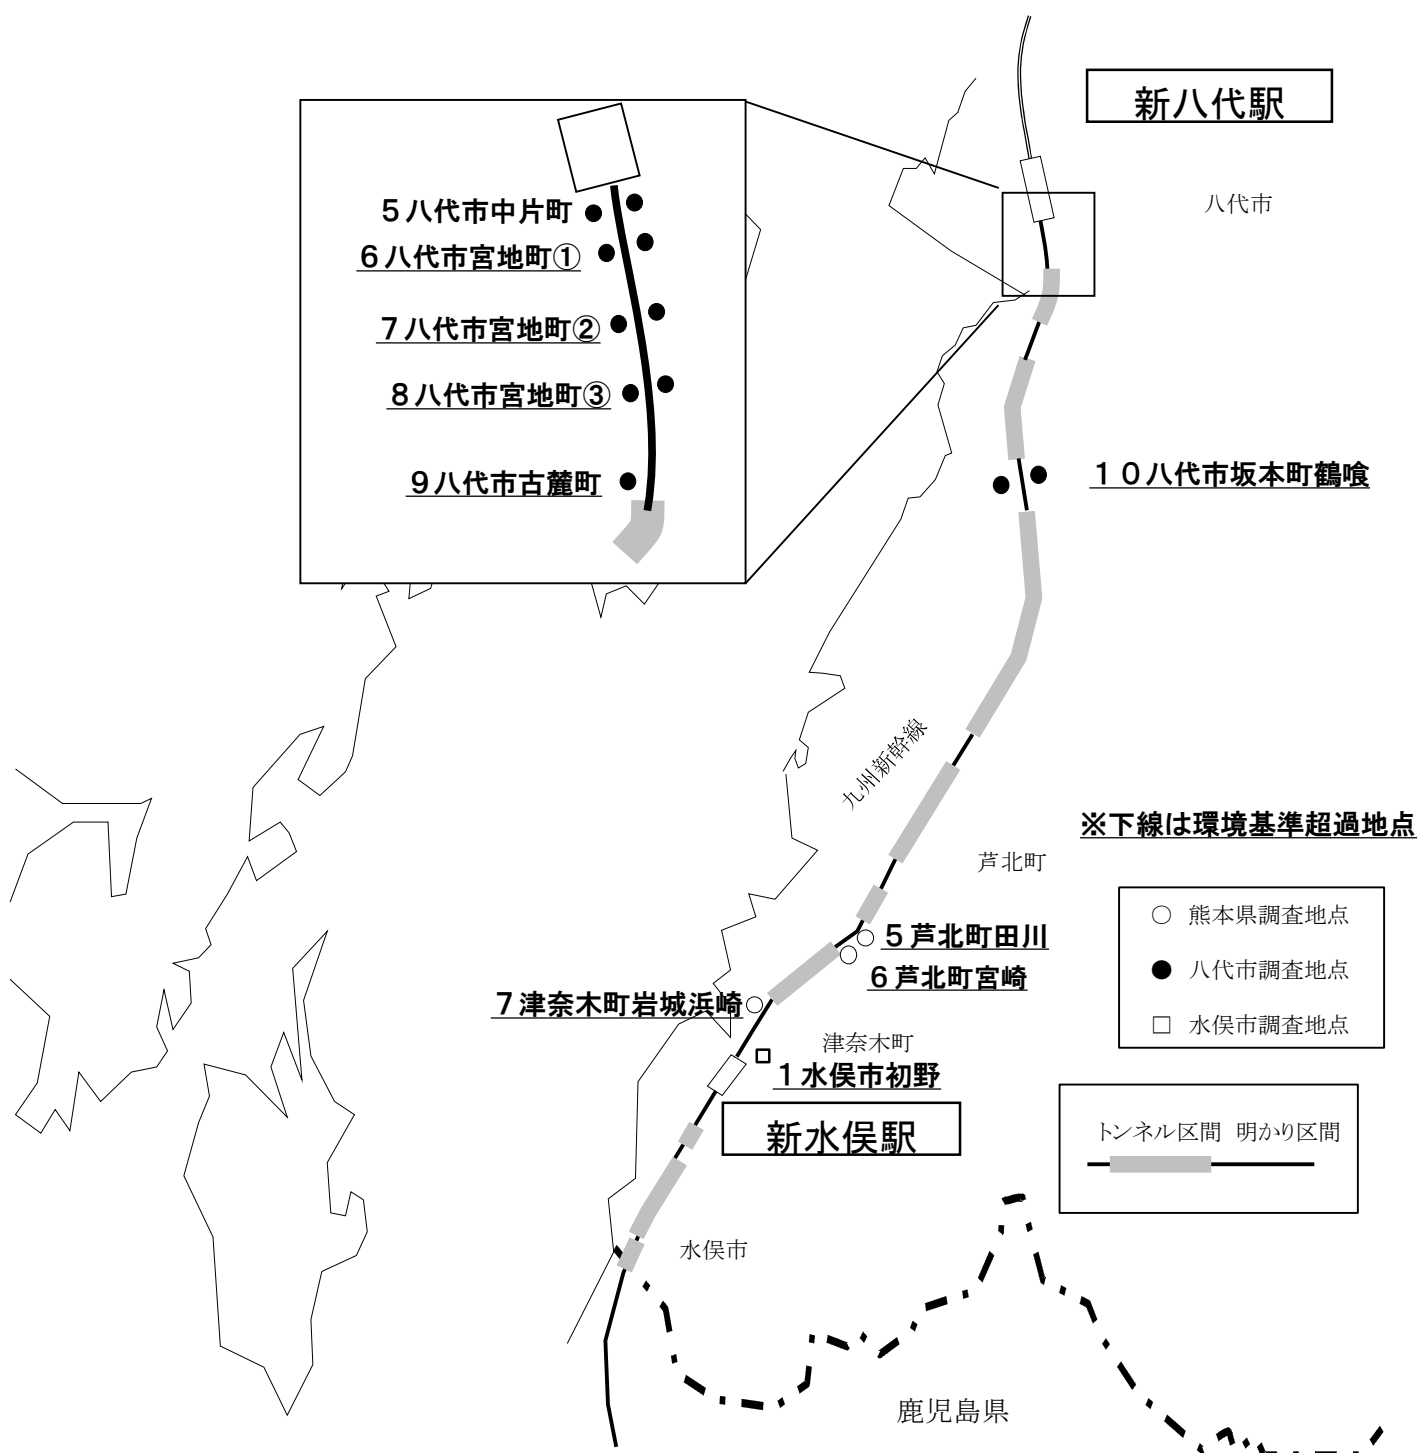 新八代駅
八代市
５八代市中片町
６八代市宮地町①
７八代市宮地町②
８八代市宮地町③
９八代市古麓町
１０八代市坂本町鶴喰
九州新幹線
※下線は環境基準超過地点
芦北町
○ 熊本県調査地点
● 八代市調査地点
□ 水俣市調査地点
５芦北町田川
６芦北町宮崎
７津奈木町岩城浜崎
津奈木町
１水俣市初野
新水俣駅
トンネル区間 明かり区間
水俣市
鹿児島県